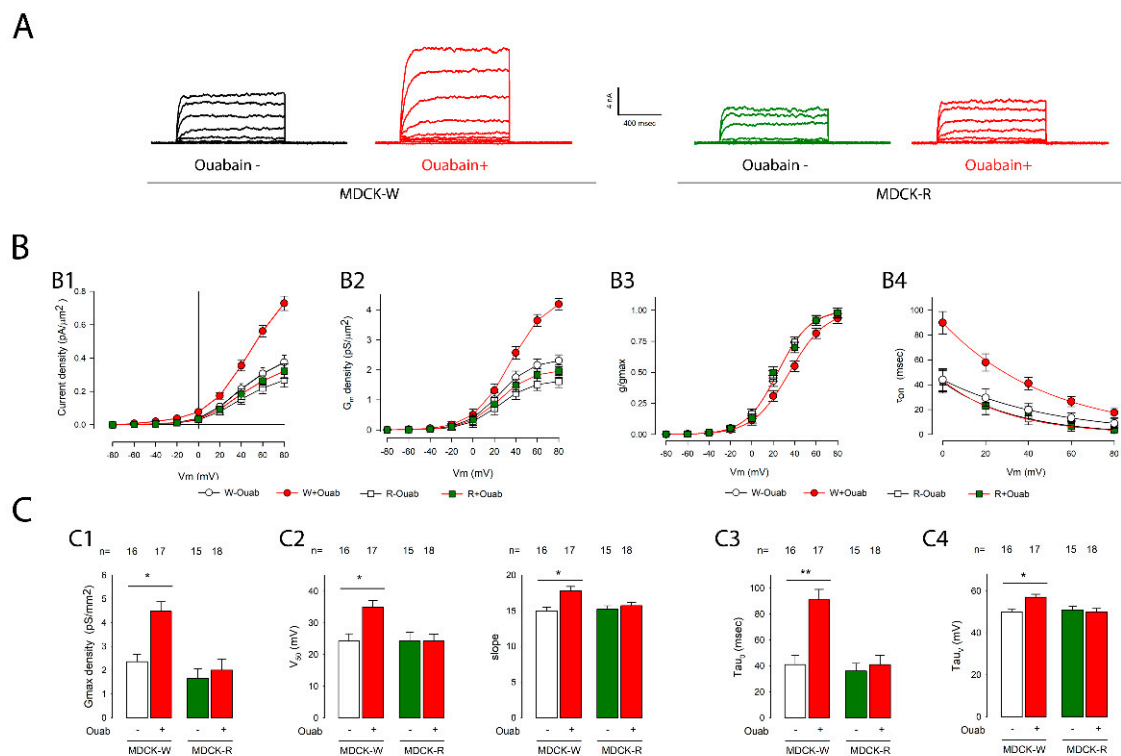 A
4 nA
400 msec
Ouabain - Ouabain+ Ouabain - Ouabain+
MDCK-W MDCK-R
B
B1 B2 B3 B4
Current density (pA/μm2)
0.8
0.6
0.4
0.2
0.0
-80 -60 -40 -20 0 20 40 60 80
Vm (mV)
Gm density (pS/μm2)
4
3
2
1
0
-80 -60 -40 -20 0 20 40 60 80
Vm (mV)
g/gmax
1.00
0.75
0.50
0.25
0.00
-80 -60 -40 -20 0 20 40 60 80
Vm (mV)
τon (msec)
100
80
60
40
20
0
0 20 40 60 80
Vm (mV)
W-Ouab W+Ouab R-Ouab R+Ouab W-Ouab W+Ouab R-Ouab R+Ouab
C
C1 C2 C3 C4
n= 16 17 15 18
Gmax density (pS/mm2)
6
5
4
3
2
1
0
*
Ouab - + - +
MDCK-W MDCK-R
n= 16 17 15 18
V50 (mV)
60
40
20
0
*
Ouab - + - +
MDCK-W MDCK-R
n= 16 17 15 18
slope
20
15
10
5
0
*
- + - +
MDCK-W MDCK-R
n= 16 17 15 18
Tau0 (msec)
100
80
60
40
20
0
**
Ouab - + - +
MDCK-W MDCK-R
n= 16 17 15 18
TauV (mV)
60
40
20
0
*
Ouab - + - +
MDCK-W MDCK-R